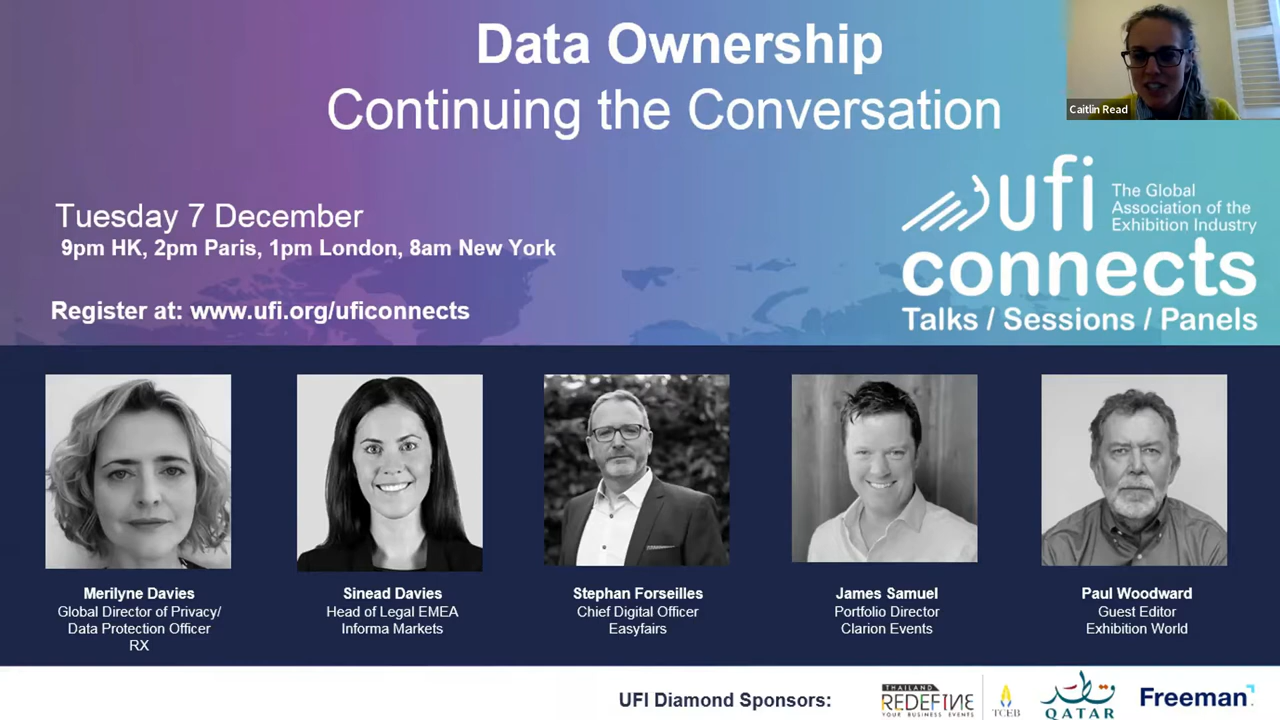 Data Ownership
Continuing the Conversation
Caitlin Read
Tuesday 7 December
9pm HK, 2pm Paris, 1pm London, 8am New York
Register at: www.ufi.org/uficonnects
ufi
The Global
Association of the
Exhibition Industry
connects
Talks / Sessions / Panels
Merilyne Davies
Global Director of Privacy/
Data Protection Officer
RX
Sinead Davies
Head of Legal EMEA
Informa Markets
Stephan Forseilles
Chief Digital Officer
Easyfairs
James Samuel
Portfolio Director
Clarion Events
Paul Woodward
Guest Editor
Exhibition World
UFI Diamond Sponsors:
THAILAND
REDEFINE
YOUR BUSINESS EVENTS
TCEB
قطر
QATAR
Freeman